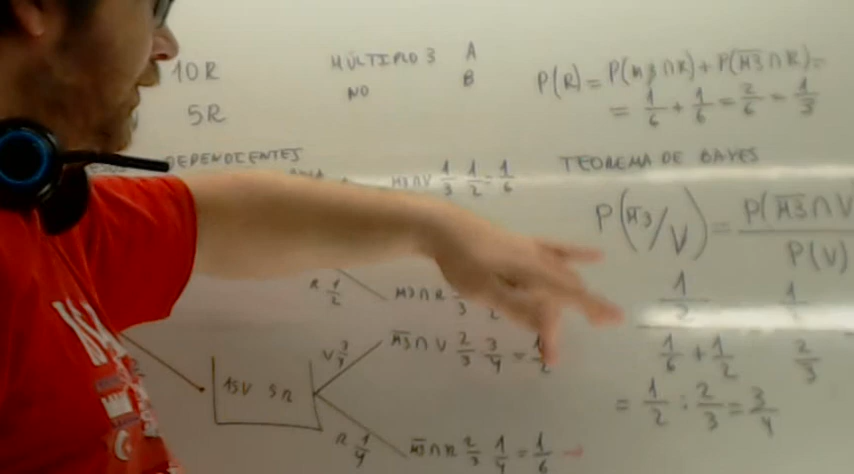 10R
5R
MÚLTIPLO 3 A
NO B
P(R) = P(M3∩R) + P(M̅3̅∩R) =
= 1/6 + 1/6 = 2/6 = 1/3
DEPENDIENTES
M3∩V 1/3 1/2 = 1/6
R 1/2
M3∩R
V 3/4
M̅3̅∩V 2/3 3/4 = 1/2
15V 5R
R 1/4
M̅3̅∩R 2/3 1/4 = 1/6
TEOREMA DE BAYES
P(M̅3̅/V) = P(M̅3̅∩V / P(V)
1/2
1/6 + 1/2
2/3
= 1/2 : 2/3 = 3/4